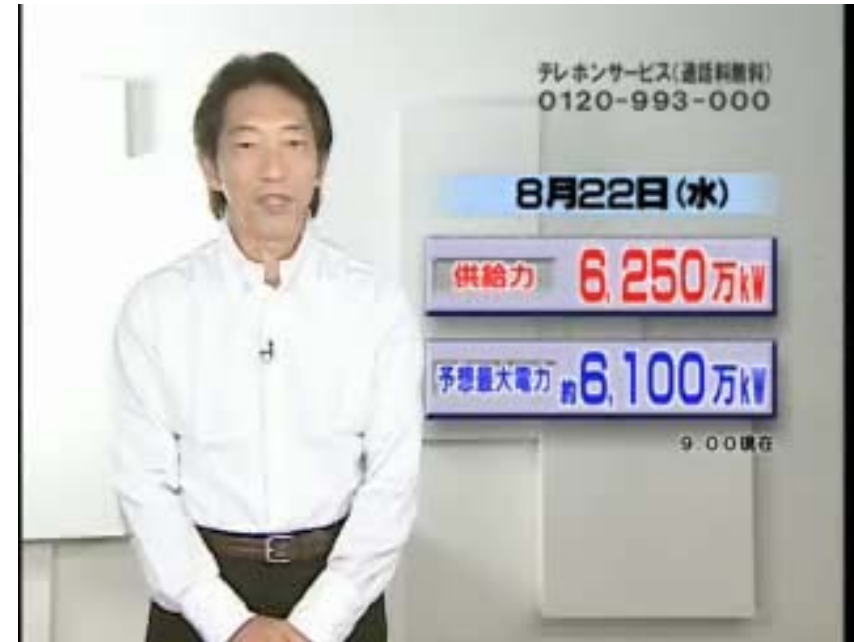 テレホンサービス(通話料無料)
0120-993-000
8月22日(水)
供給力 6,250万kW
予想最大電力 約6,100万kW
9:00現在